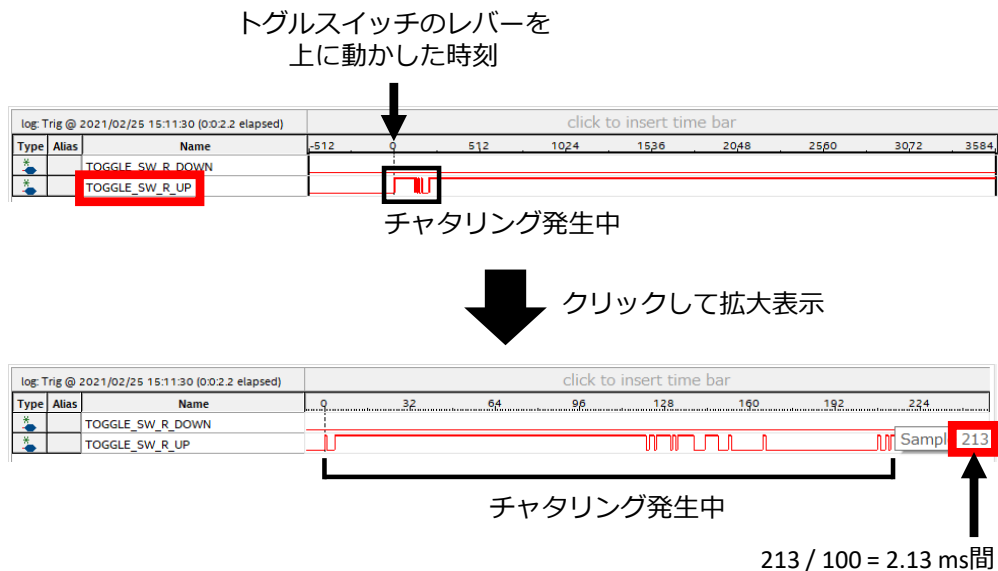 トグルスイッチのレバーを
上に動かした時刻
log: Trig @ 2021/02/25 15:11:30 (0:0:2.2 elapsed) click to insert time bar
Type Alias Name -512 0 512 1024 1536 2048 2560 3072 3584
TOGGLE_SW_R_DOWN
TOGGLE_SW_R_UP
チャタリング発生中
クリックして拡大表示
log: Trig @ 2021/02/25 15:11:30 (0:0:2.2 elapsed) click to insert time bar
Type Alias Name 0 32 64 96 128 160 192 224
TOGGLE_SW_R_DOWN
TOGGLE_SW_R_UP Sampl 213
チャタリング発生中
213 / 100 = 2.13 ms間